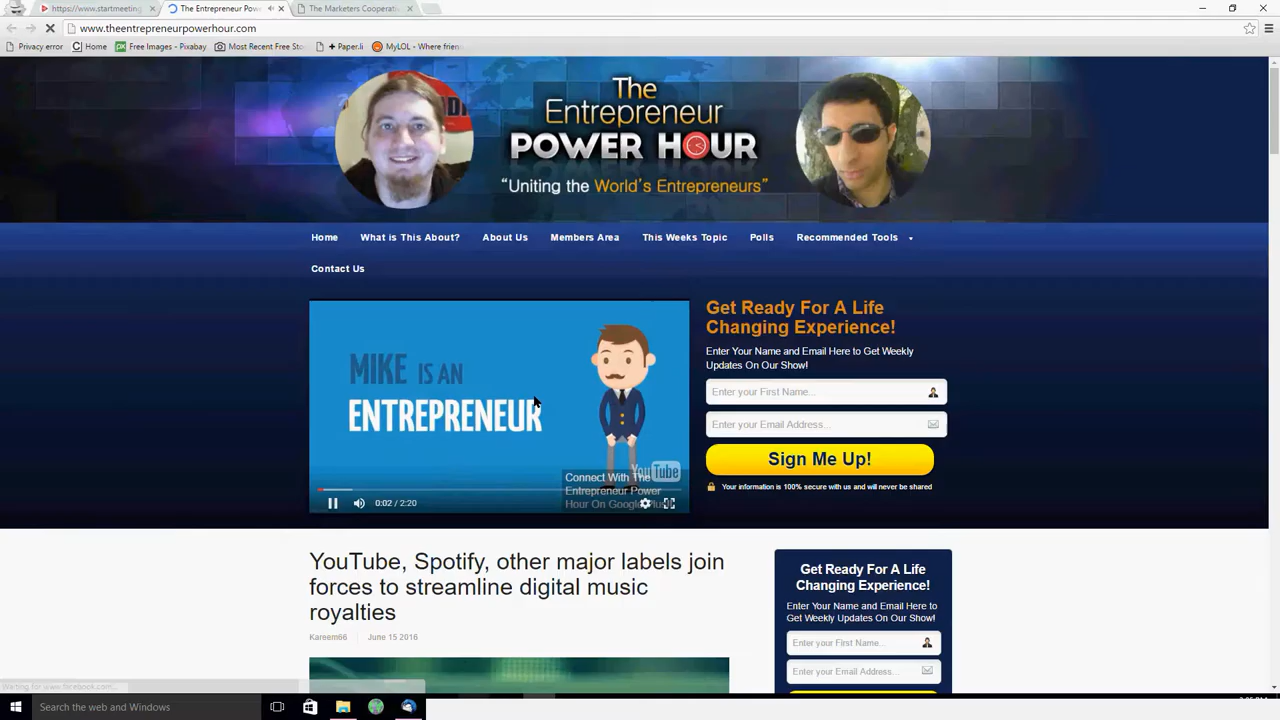 https://www.startmeeting
The Entrepreneur Pow
The Marketers Cooperati
www.theentrepreneurpowerhour.com
Privacy error
Home
Free Images - Pixabay
Most Recent Free Sto
+ Paper.li
MyLOL - Where frien
The
Entrepreneur
POWER HOUR
"Uniting the World's Entrepreneurs"
Home
What is This About?
About Us
Members Area
This Weeks Topic
Polls
Recommended Tools
Contact Us
MIKE IS AN
ENTREPRENEUR
YouTube
Connect With The
Entrepreneur Power
Hour On Google Plus
0:02 / 2:20
Get Ready For A Life
Changing Experience!
Enter Your Name and Email Here to Get Weekly
Updates On Our Show!
Enter your First Name...
Enter your Email Address...
Sign Me Up!
Your information is 100% secure with us and will never be shared
YouTube, Spotify, other major labels join
forces to streamline digital music
royalties
Kareem66
June 15 2016
Get Ready For A Life
Changing Experience!
Enter Your Name and Email Here to
Get Weekly Updates On Our Show!
Enter your First Name...
Enter your Email Address...
Waiting for www.facebook.com...
Search the web and Windows